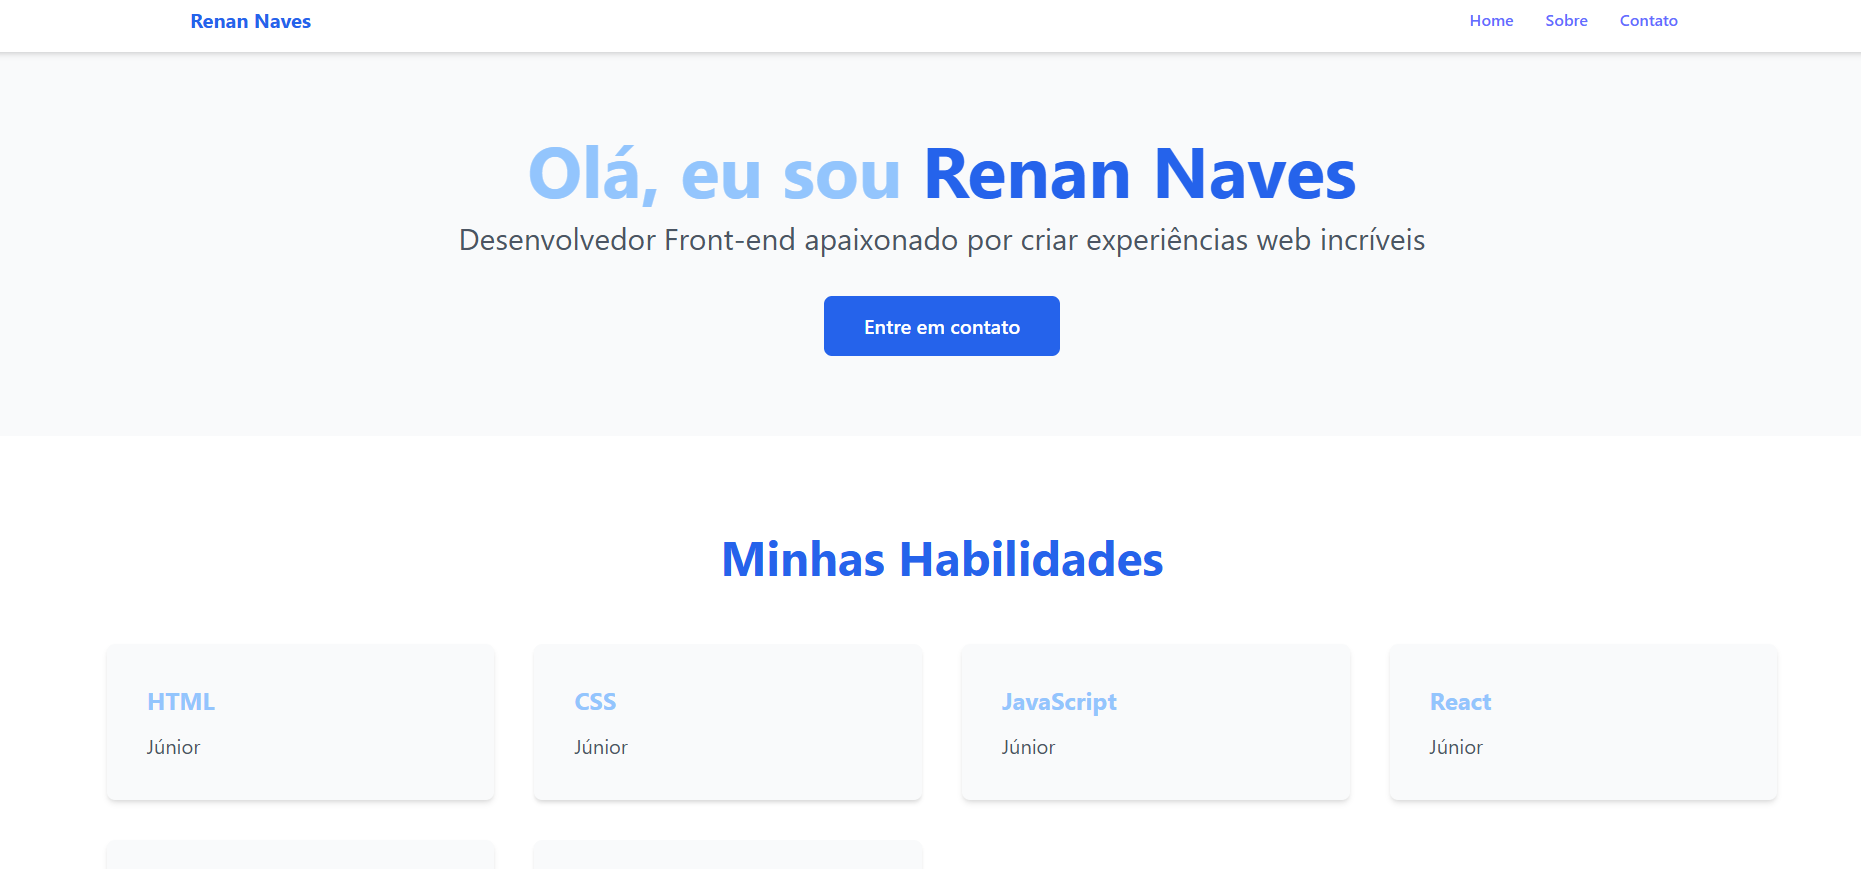 Renan Naves
Home Sobre Contato
Olá, eu sou Renan Naves
Desenvolvedor Front-end apaixonado por criar experiências web incríveis
Entre em contato
Minhas Habilidades
HTML
Júnior
CSS
Júnior
JavaScript
Júnior
React
Júnior